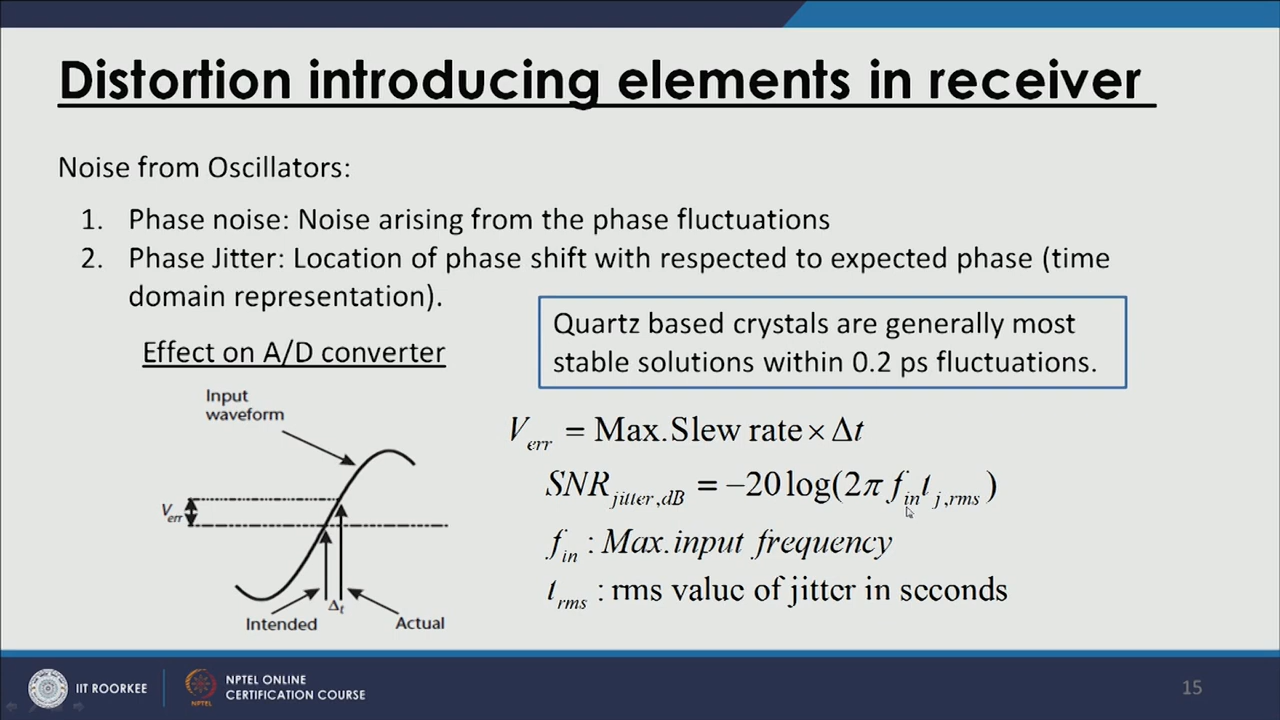 Distortion introducing elements in receiver
Noise from Oscillators:
1. Phase noise: Noise arising from the phase fluctuations
2. Phase Jitter: Location of phase shift with respected to expected phase (time
domain representation).
Quartz based crystals are generally most
stable solutions within 0.2 ps fluctuations.
Effect on A/D converter
Input
waveform
V_err
Δt
Intended
Actual
V_err = Max.Slew rate × Δt
SNR_jitter,dB = −20 log(2π f_in t_j,rms)
f_in : Max.input frequency
t_rms : rms value of jitter in seconds
IIT ROORKEE
NPTEL ONLINE
CERTIFICATION COURSE
NPTEL
15